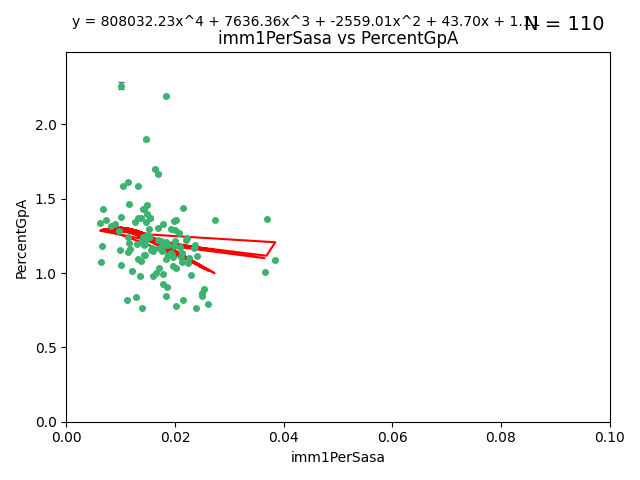 y = 808032.23x^4 + 7636.36x^3 + -2559.01x^2 + 43.70x +
N = 110
imm1PerSasa vs PercentGpA
PercentGpA
2.0
1.5
1.0
0.5
0.0
0.00 0.02 0.04 0.06 0.08 0.10
imm1PerSasa